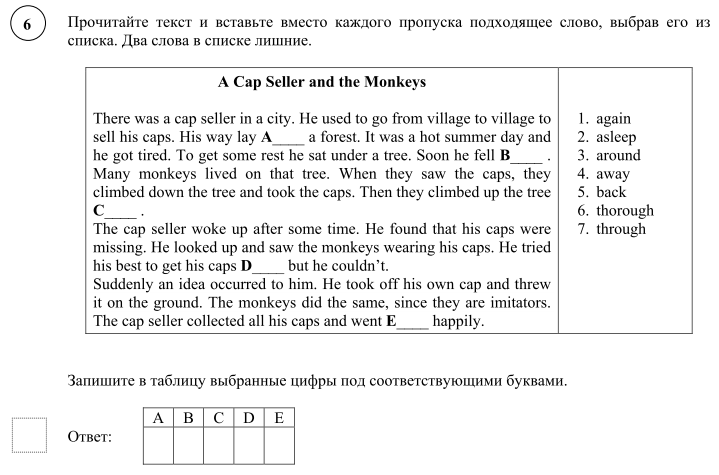 6
Прочитайте текст и вставьте вместо каждого пропуска подходящее слово, выбрав его из
списка. Два слова в списке лишние.
A Cap Seller and the Monkeys
There was a cap seller in a city. He used to go from village to village to
sell his caps. His way lay A____ a forest. It was a hot summer day and
he got tired. To get some rest he sat under a tree. Soon he fell B____ .
Many monkeys lived on that tree. When they saw the caps, they
climbed down the tree and took the caps. Then they climbed up the tree
C____ .
The cap seller woke up after some time. He found that his caps were
missing. He looked up and saw the monkeys wearing his caps. He tried
his best to get his caps D____ but he couldn't.
Suddenly an idea occurred to him. He took off his own cap and threw
it on the ground. The monkeys did the same, since they are imitators.
The cap seller collected all his caps and went E____ happily.
1. again
2. asleep
3. around
4. away
5. back
6. thorough
7. through
Запишите в таблицу выбранные цифры под соответствующими буквами.
Ответ:
A B C D E